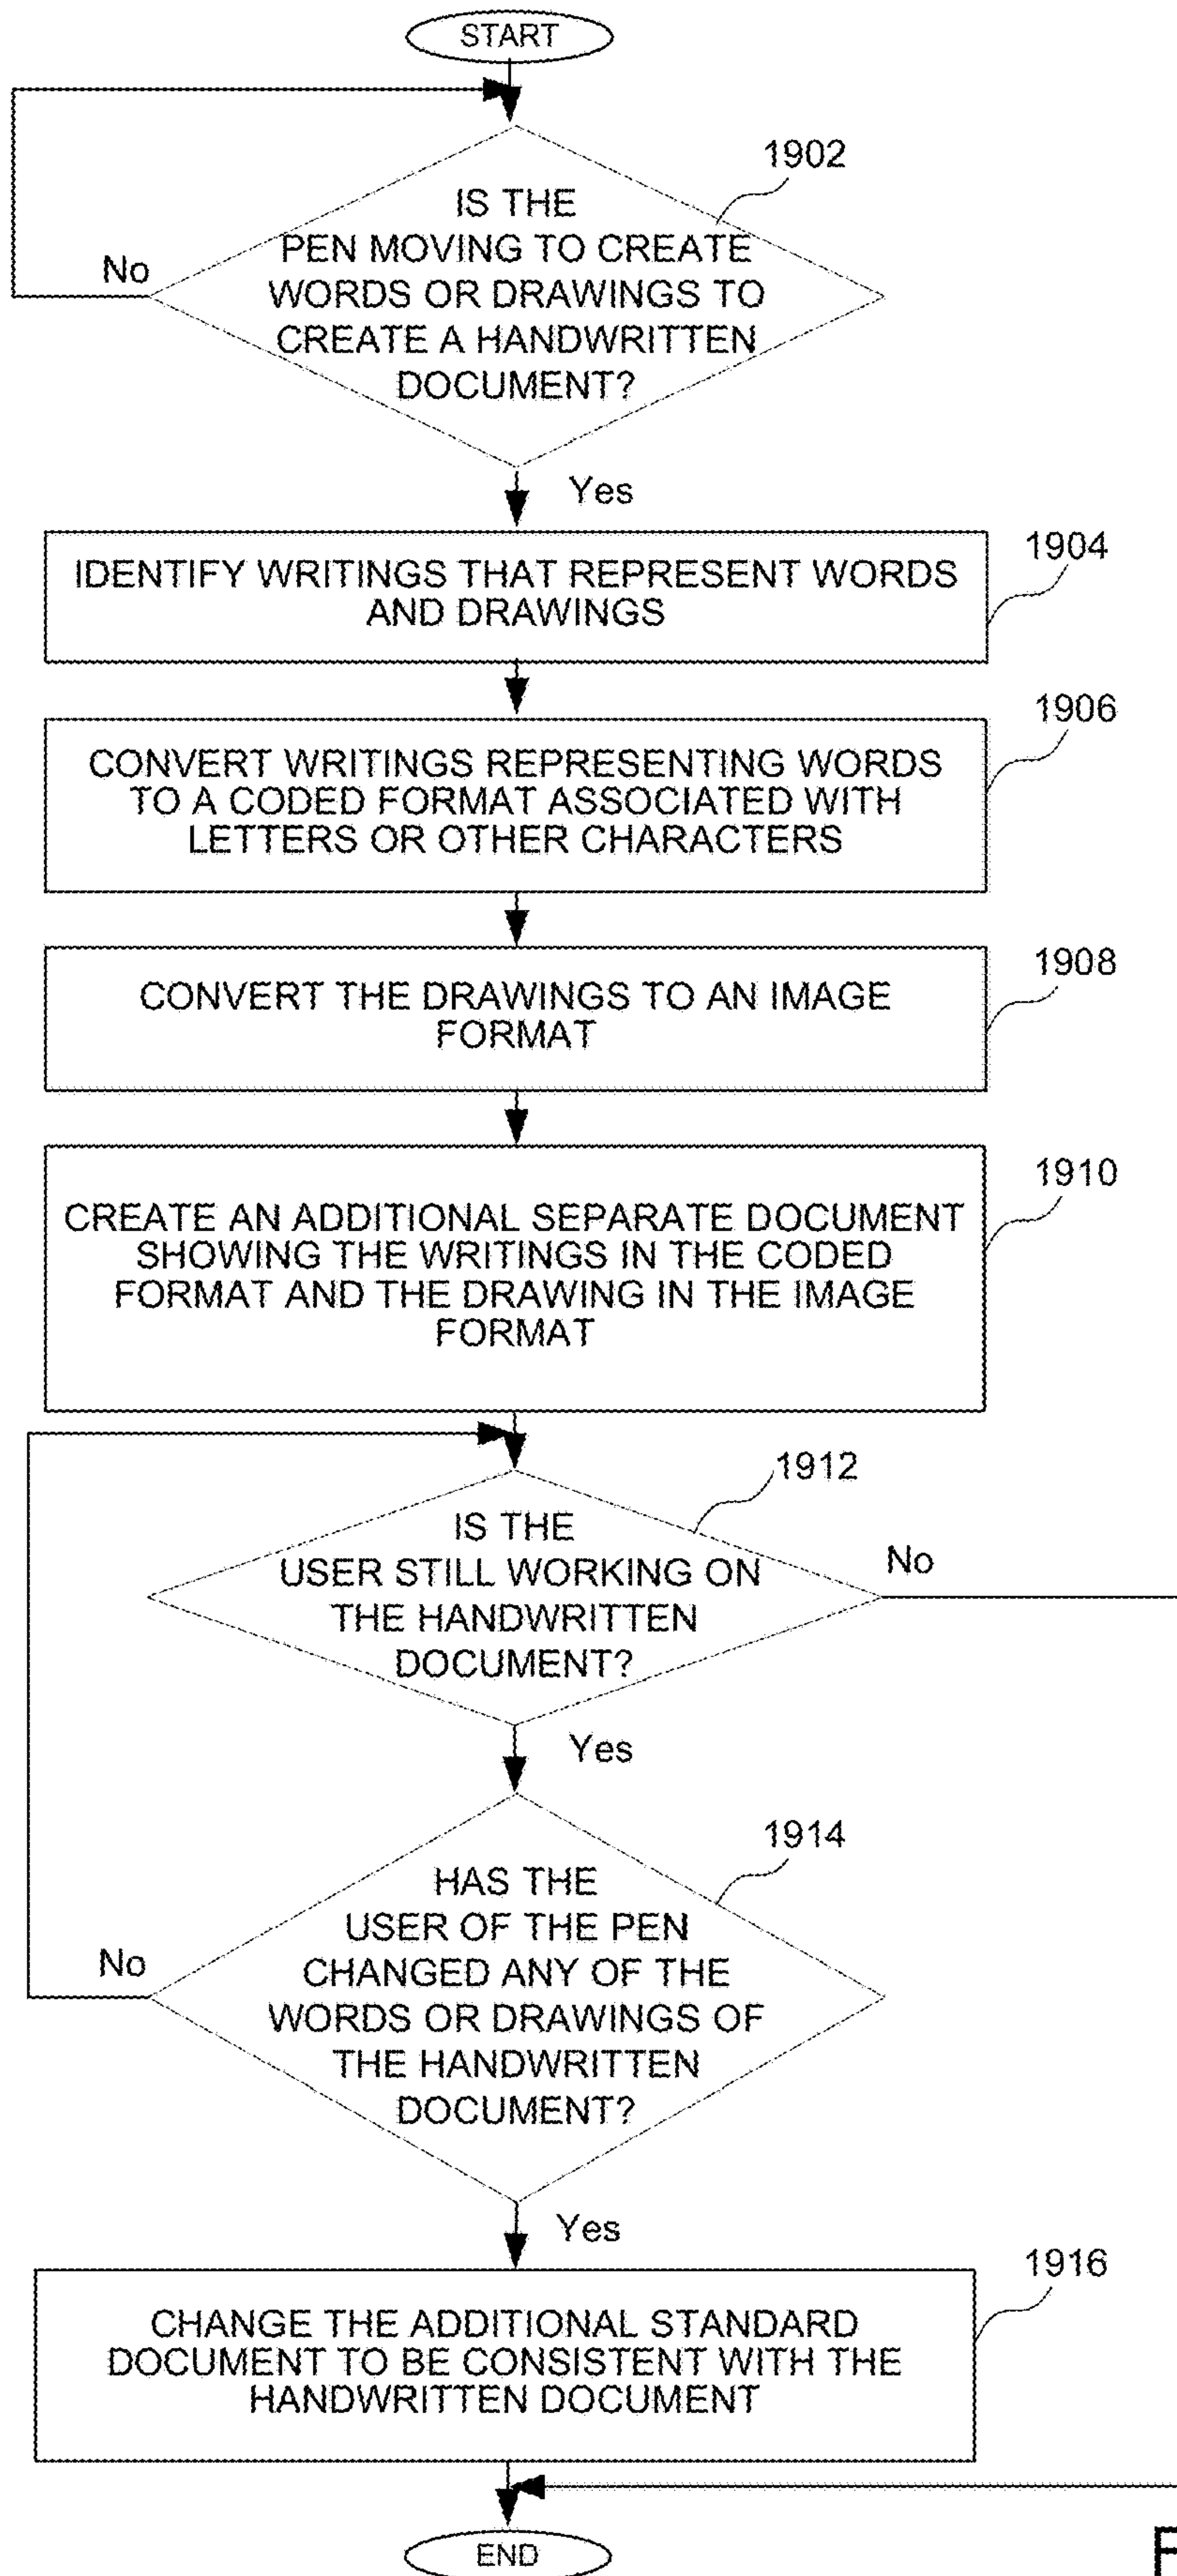 START
1902
IS THE
PEN MOVING TO CREATE
WORDS OR DRAWINGS TO
CREATE A HANDWRITTEN
DOCUMENT?
No
Yes
1904
IDENTIFY WRITINGS THAT REPRESENT WORDS
AND DRAWINGS
1906
CONVERT WRITINGS REPRESENTING WORDS
TO A CODED FORMAT ASSOCIATED WITH
LETTERS OR OTHER CHARACTERS
1908
CONVERT THE DRAWINGS TO AN IMAGE
FORMAT
1910
CREATE AN ADDITIONAL SEPARATE DOCUMENT
SHOWING THE WRITINGS IN THE CODED
FORMAT AND THE DRAWING IN THE IMAGE
FORMAT
1912
IS THE
USER STILL WORKING ON
THE HANDWRITTEN
DOCUMENT?
No
Yes
1914
HAS THE
USER OF THE PEN
CHANGED ANY OF THE
WORDS OR DRAWINGS OF
THE HANDWRITTEN
DOCUMENT?
No
Yes
1916
CHANGE THE ADDITIONAL STANDARD
DOCUMENT TO BE CONSISTENT WITH THE
HANDWRITTEN DOCUMENT
END